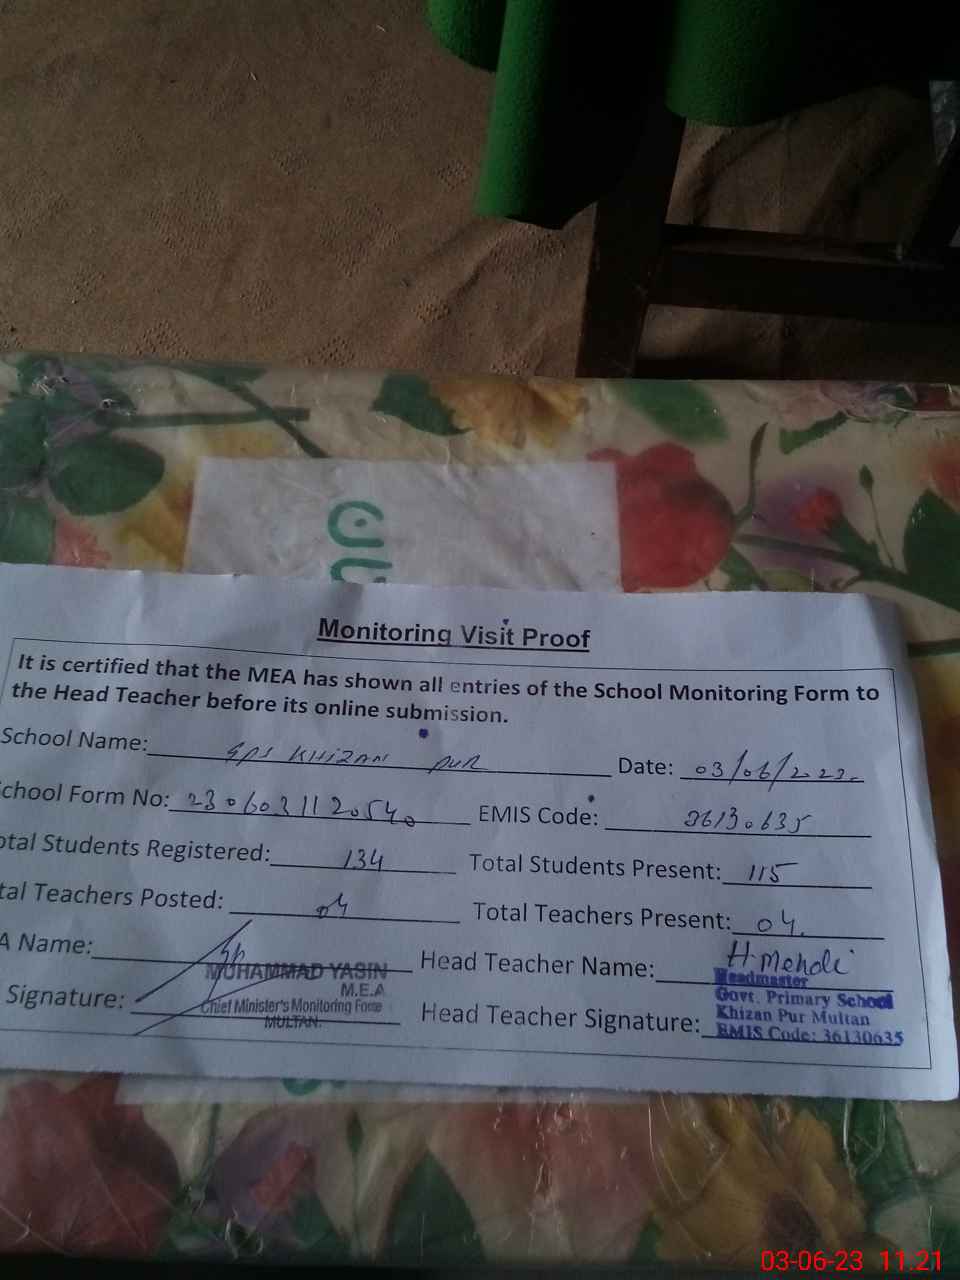 Monitoring Visit Proof
It is certified that the MEA has shown all entries of the School Monitoring Form to
the Head Teacher before its online submission.
School Name: GPS KHIZAN PUR Date: 03/06/2023
chool Form No: 230603112054 EMIS Code: 36130635
otal Students Registered: 134 Total Students Present: 115
tal Teachers Posted: 04 Total Teachers Present: 04.
A Name: Head Teacher Name: H. Mehdi
MUHAMMAD YASIN
M.E.A
Chief Minister's Monitoring Force
MULTAN.
Signature: Head Teacher Signature:
Headmaster
Govt. Primary School
Khizan Pur Multan
EMIS Code: 36130635
03-06-23 11.21